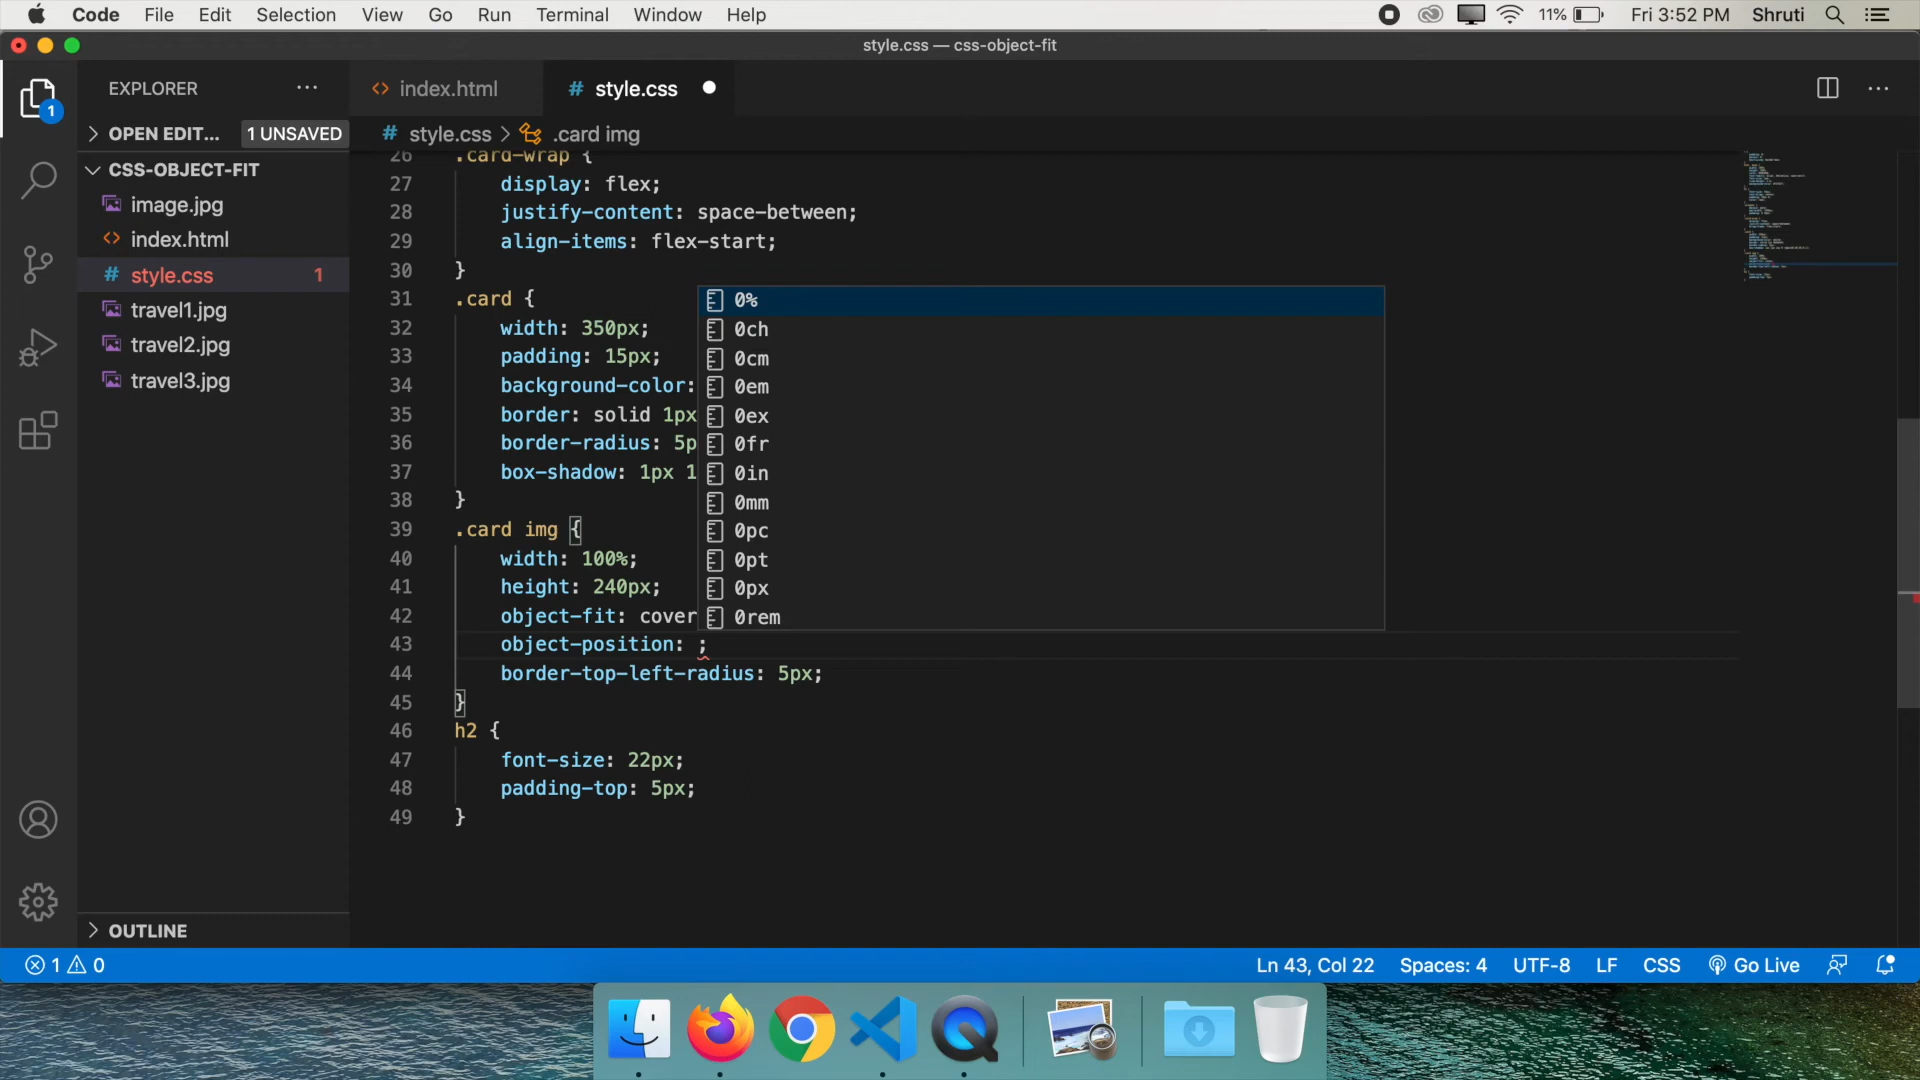 Code File Edit Selection View Go Run Terminal Window Help 11% Fri 3:52 PM Shruti
style.css — css-object-fit
EXPLORER ··· index.html # style.css ···
1
OPEN EDIT... 1 UNSAVED # style.css > .card img
CSS-OBJECT-FIT
image.jpg
index.html
# style.css 1
travel1.jpg
travel2.jpg
travel3.jpg
OUTLINE
26 .card-wrap {
27 display: flex;
28 justify-content: space-between;
29 align-items: flex-start;
30 }
31 .card {
32 width: 350px;
33 padding: 15px;
34 background-color:
35 border: solid 1px
36 border-radius: 5p
37 box-shadow: 1px 1
38 }
39 .card img {
40 width: 100%;
41 height: 240px;
42 object-fit: cover
43 object-position: ;
44 border-top-left-radius: 5px;
45 }
46 h2 {
47 font-size: 22px;
48 padding-top: 5px;
49 }
0%
0ch
0cm
0em
0ex
0fr
0in
0mm
0pc
0pt
0px
0rem
1 0 Ln 43, Col 22 Spaces: 4 UTF-8 LF CSS Go Live